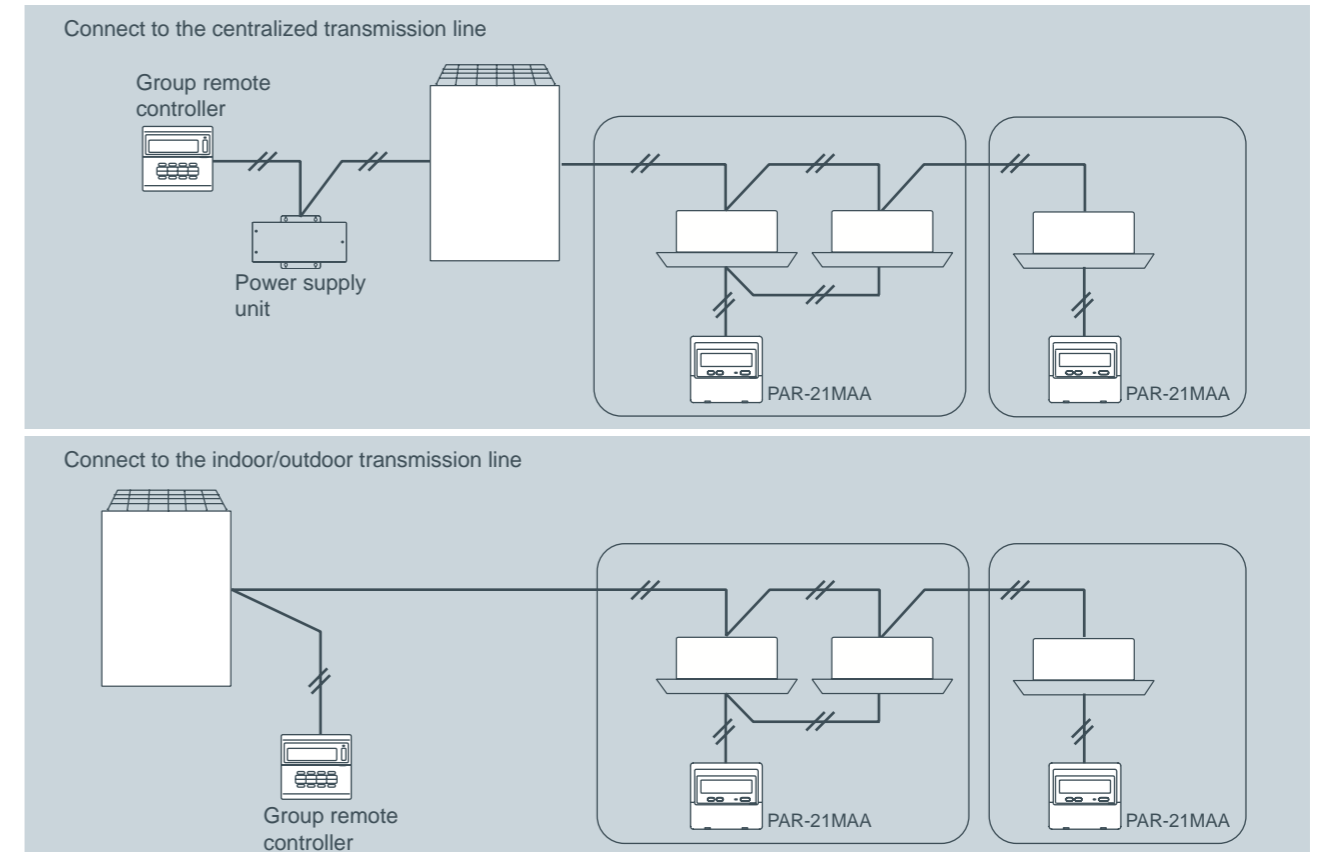 Connect to the centralized transmission line
Group remote
controller
Power supply
unit
PAR-21MAA
PAR-21MAA
Connect to the indoor/outdoor transmission line
Group remote
controller
PAR-21MAA
PAR-21MAA